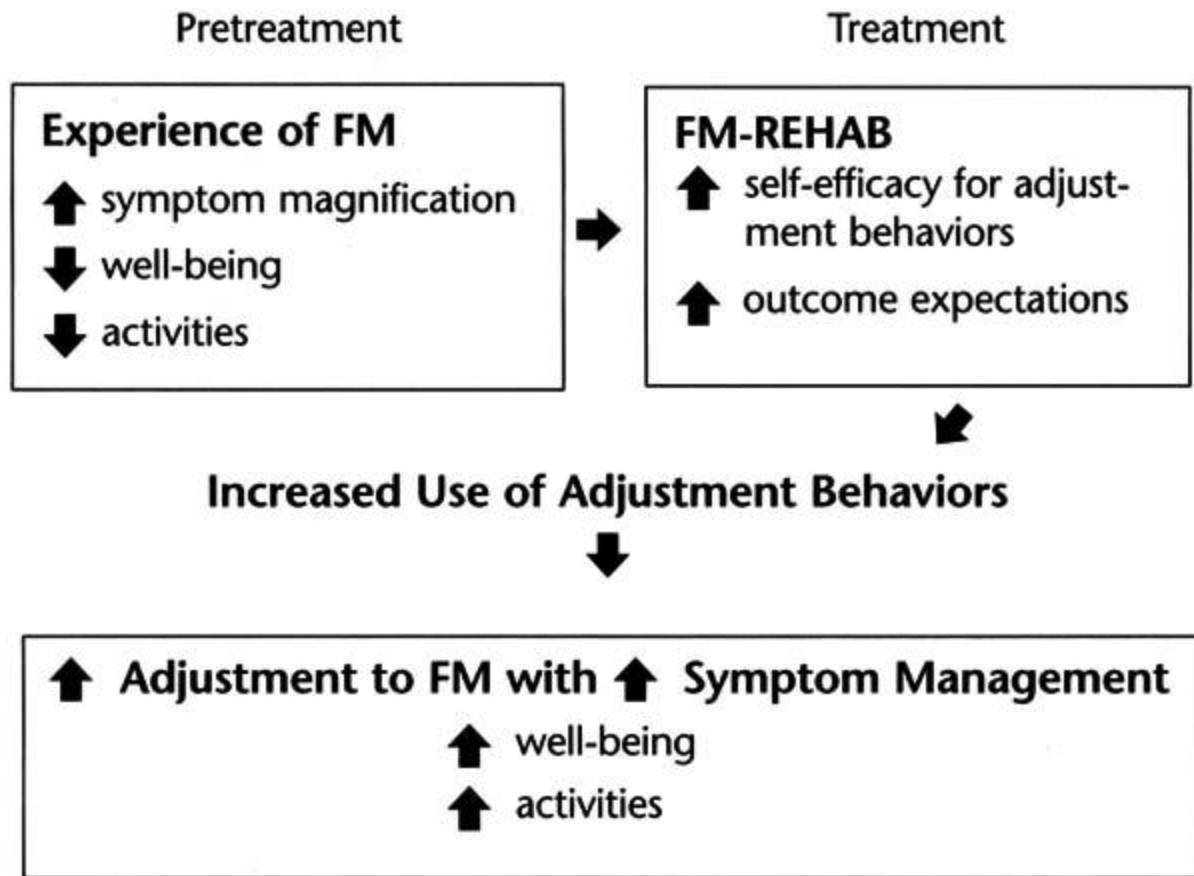 Pretreatment
Treatment
Experience of FM
symptom magnification
well-being
activities
FM-REHAB
self-efficacy for adjust-
ment behaviors
outcome expectations
Increased Use of Adjustment Behaviors
Adjustment to FM with Symptom Management
well-being
activities